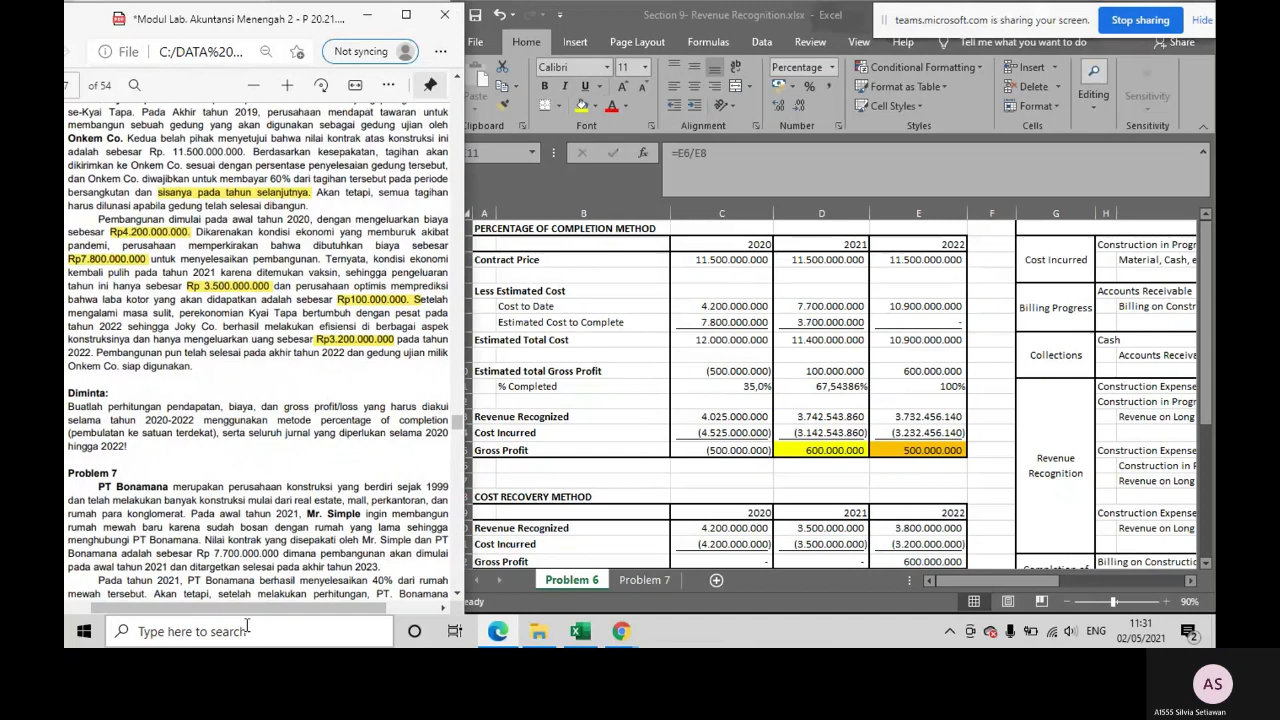 *Modul Lab. Akuntansi Menengah 2 - P 20.21....
File
C:/DATA%20...
Not syncing
of 54
se-Kyai Tapa. Pada Akhir tahun 2019, perusahaan mendapat tawaran untuk
membangun sebuah gedung yang akan digunakan sebagai gedung ujian oleh
Onkem Co. Kedua belah pihak menyetujui bahwa nilai kontrak atas konstruksi ini
adalah sebesar Rp. 11.500.000.000. Berdasarkan kesepakatan, tagihan akan
dikirimkan ke Onkem Co. sesuai dengan persentase penyelesaian gedung tersebut,
dan Onkem Co. diwajibkan untuk membayar 60% dari tagihan tersebut pada periode
bersangkutan dan sisanya pada tahun selanjutnya. Akan tetapi, semua tagihan
harus dilunasi apabila gedung telah selesai dibangun.
Pembangunan dimulai pada awal tahun 2020, dengan mengeluarkan biaya
sebesar Rp4.200.000.000. Dikarenakan kondisi ekonomi yang memburuk akibat
pandemi, perusahaan memperkirakan bahwa dibutuhkan biaya sebesar
Rp7.800.000.000 untuk menyelesaikan pembangunan. Ternyata, kondisi ekonomi
kembali pulih pada tahun 2021 karena ditemukan vaksin, sehingga pengeluaran
tahun ini hanya sebesar Rp 3.500.000.000 dan perusahaan optimis memprediksi
bahwa laba kotor yang akan didapatkan adalah sebesar Rp100.000.000. Setelah
mengalami masa sulit, perekonomian Kyai Tapa bertumbuh dengan pesat pada
tahun 2022 sehingga Joky Co. berhasil melakukan efisiensi di berbagai aspek
konstruksinya dan hanya mengeluarkan uang sebesar Rp3.200.000.000 pada tahun
2022. Pembangunan pun telah selesai pada akhir tahun 2022 dan gedung ujian milik
Onkem Co. siap digunakan.
Diminta:
Buatlah perhitungan pendapatan, biaya, dan gross profit/loss yang harus diakui
selama tahun 2020-2022 menggunakan metode percentage of completion
(pembulatan ke satuan terdekat), serta seluruh jurnal yang diperlukan selama 2020
hingga 2022!
Problem 7
PT Bonamana merupakan perusahaan konstruksi yang berdiri sejak 1999
dan telah melakukan banyak konstruksi mulai dari real estate, mall, perkantoran, dan
rumah para konglomerat. Pada awal tahun 2021, Mr. Simple ingin membangun
rumah mewah baru karena sudah bosan dengan rumah yang lama sehingga
menghubungi PT Bonamana. Nilai kontrak yang disepakati oleh Mr. Simple dan PT
Bonamana adalah sebesar Rp 7.700.000.000 dimana pembangunan akan dimulai
pada awal tahun 2021 dan ditargetkan selesai pada akhir tahun 2023.
Pada tahun 2021, PT Bonamana berhasil menyelesaikan 40% dari rumah
mewah tersebut. Akan tetapi, setelah melakukan perhitungan, PT. Bonamana
Section 9- Revenue Recognition.xlsx - Excel
teams.microsoft.com is sharing your screen. Stop sharing Hide
File Home Insert Page Layout Formulas Data Review View Help Tell me what you want to do Share
Calibri 11 Percentage Conditional Formatting Insert
Paste B I U % Format as Table Delete Editing Sensitivity
Cell Styles Format
Clipboard Font Alignment Number Styles Cells Sensitivity
E11 fx =E6/E8
A B C D E F G H
PERCENTAGE OF COMPLETION METHOD
2020 2021 2022
Contract Price 11.500.000.000 11.500.000.000 11.500.000.000
Less Estimated Cost
Cost to Date 4.200.000.000 7.700.000.000 10.900.000.000
Estimated Cost to Complete 7.800.000.000 3.700.000.000 -
Estimated Total Cost 12.000.000.000 11.400.000.000 10.900.000.000
Estimated total Gross Profit (500.000.000) 100.000.000 600.000.000
% Completed 35,0% 67,54386% 100%
Revenue Recognized 4.025.000.000 3.742.543.860 3.732.456.140
Cost Incurred (4.525.000.000) (3.142.543.860) (3.232.456.140)
Gross Profit (500.000.000) 600.000.000 500.000.000
COST RECOVERY METHOD
2020 2021 2022
Revenue Recognized 4.200.000.000 3.500.000.000 3.800.000.000
Cost Incurred (4.200.000.000) (3.500.000.000) (3.200.000.000)
Gross Profit - - 600.000.000
Cost Incurred
Construction in Progr
Material, Cash, e
Billing Progress
Accounts Receivable
Billing on Constr
Collections
Cash
Accounts Receiva
Revenue
Recognition
Construction Expense
Construction in Progr
Revenue on Long
Construction Expense
Construction in P
Revenue on Long
Construction Expense
Revenue on Long
Completion of
Billing on Construc
Problem 6 Problem 7
Ready
90%
Type here to search
ENG
11:31
02/05/2021
2
AS
A1555 Silvia Setiawan